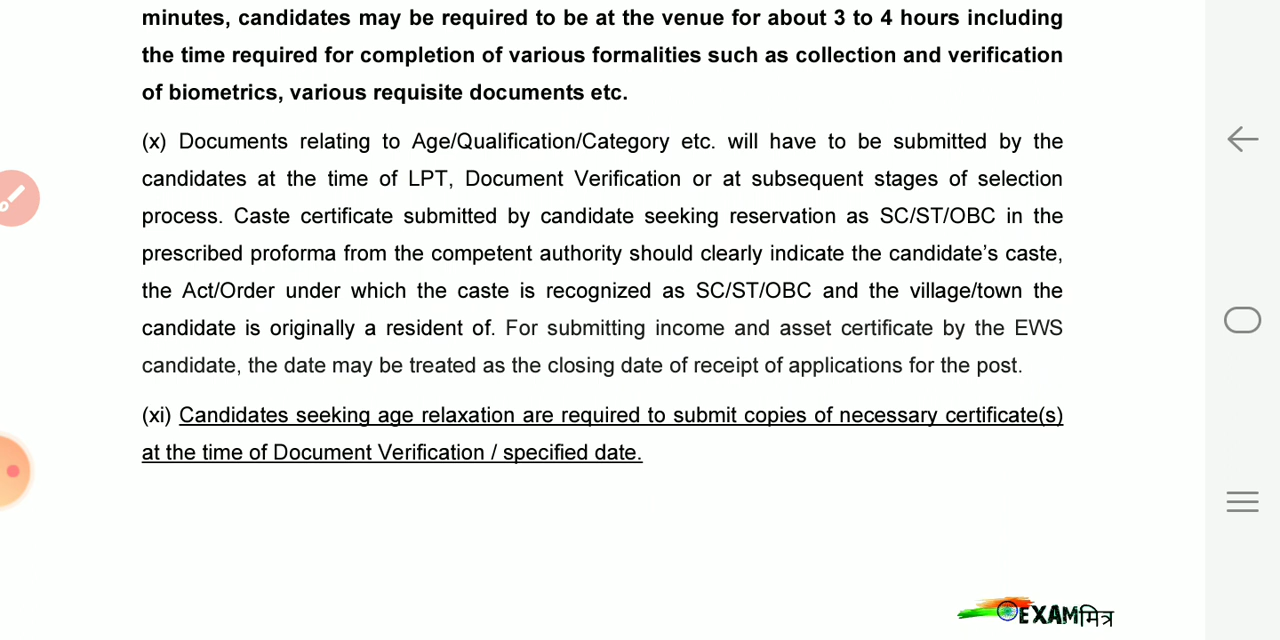 minutes, candidates may be required to be at the venue for about 3 to 4 hours including
the time required for completion of various formalities such as collection and verification
of biometrics, various requisite documents etc.
(x) Documents relating to Age/Qualification/Category etc. will have to be submitted by the
candidates at the time of LPT, Document Verification or at subsequent stages of selection
process. Caste certificate submitted by candidate seeking reservation as SC/ST/OBC in the
prescribed proforma from the competent authority should clearly indicate the candidate’s caste,
the Act/Order under which the caste is recognized as SC/ST/OBC and the village/town the
candidate is originally a resident of. For submitting income and asset certificate by the EWS
candidate, the date may be treated as the closing date of receipt of applications for the post.
(xi) Candidates seeking age relaxation are required to submit copies of necessary certificate(s)
at the time of Document Verification / specified date.
EXAMमित्र